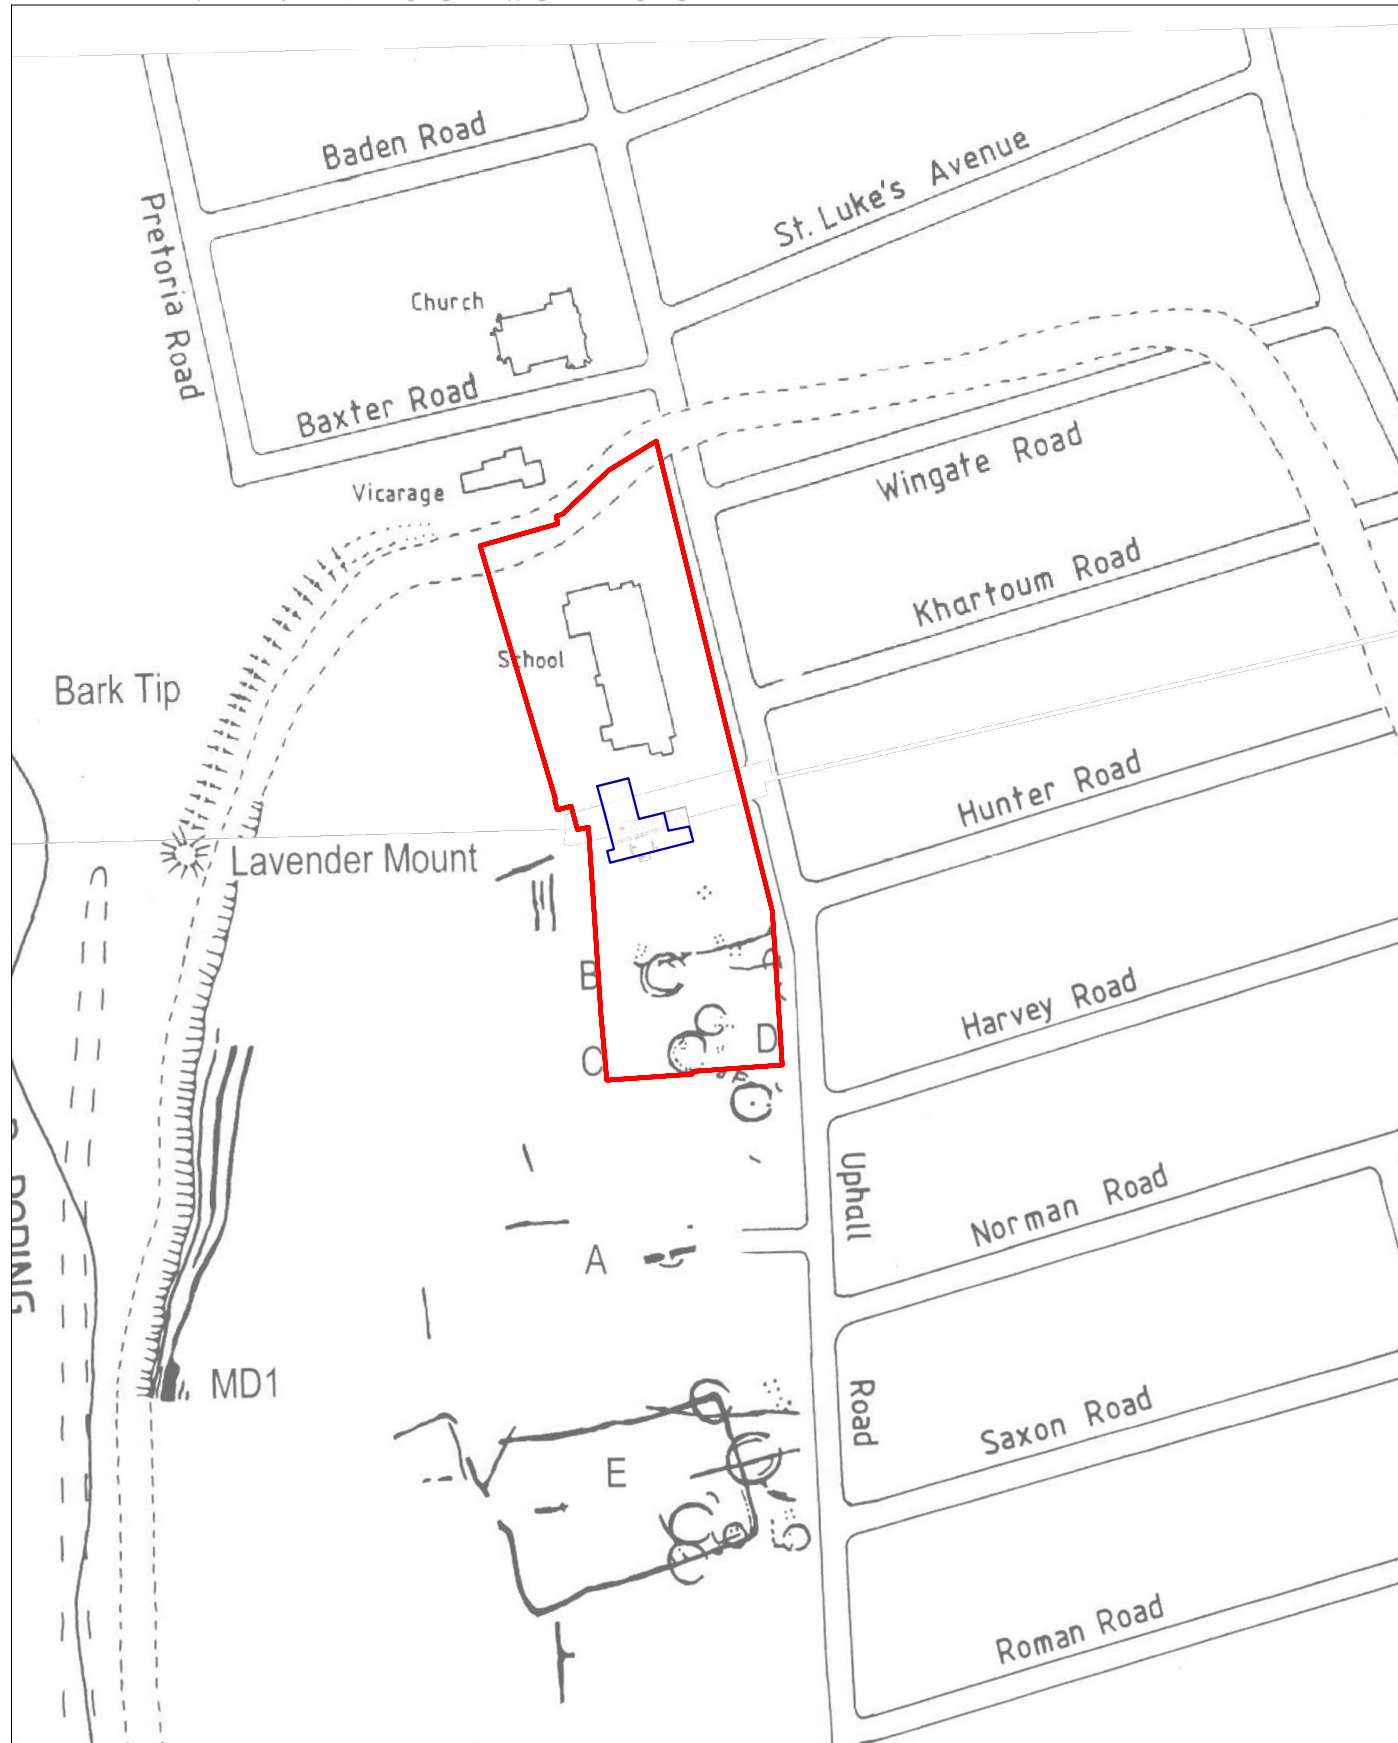 Baden Road
St. Luke's Avenue
Pretoria Road
Church
Baxter Road
Vicarage
Wingate Road
Khartoum Road
School
Bark Tip
Hunter Road
Lavender Mount
B
Harvey Road
C
D
Uphall
Road
Norman Road
A
MD1
Saxon Road
E
Roman Road